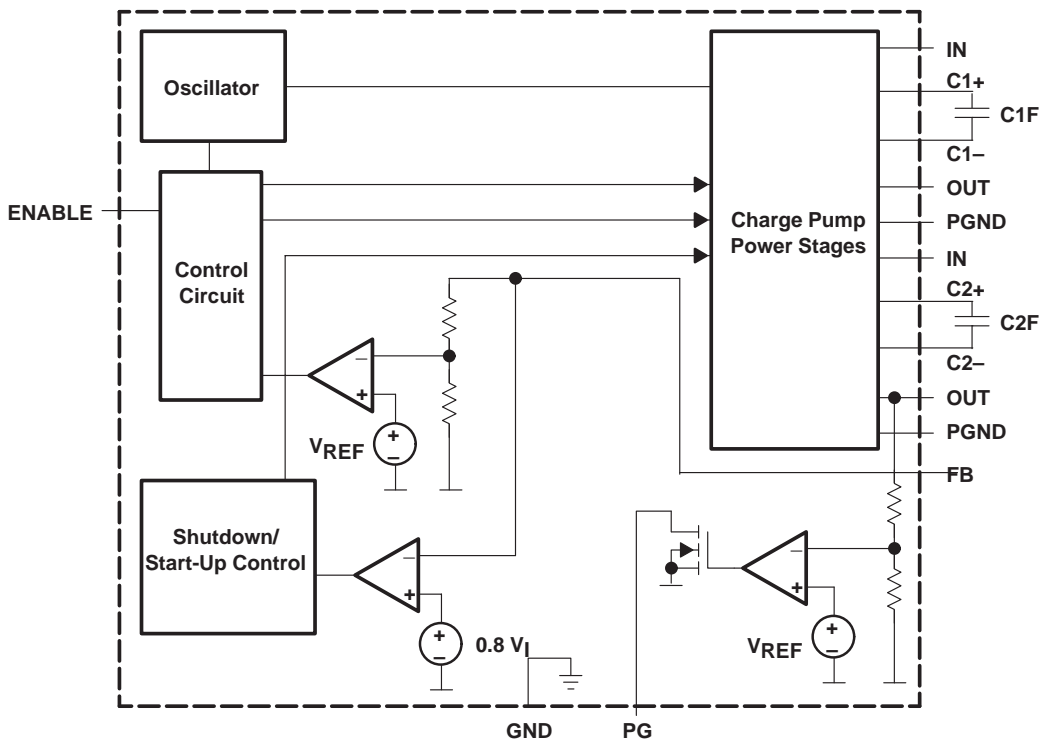 Oscillator
ENABLE
Control
Circuit
Charge Pump
Power Stages
IN
C1+
C1F
C1–
OUT
PGND
IN
C2+
C2F
C2–
OUT
PGND
FB
–
+
+
–
VREF
Shutdown/
Start-Up Control
–
+
+
–
0.8 VI
–
+
+
–
VREF
GND
PG